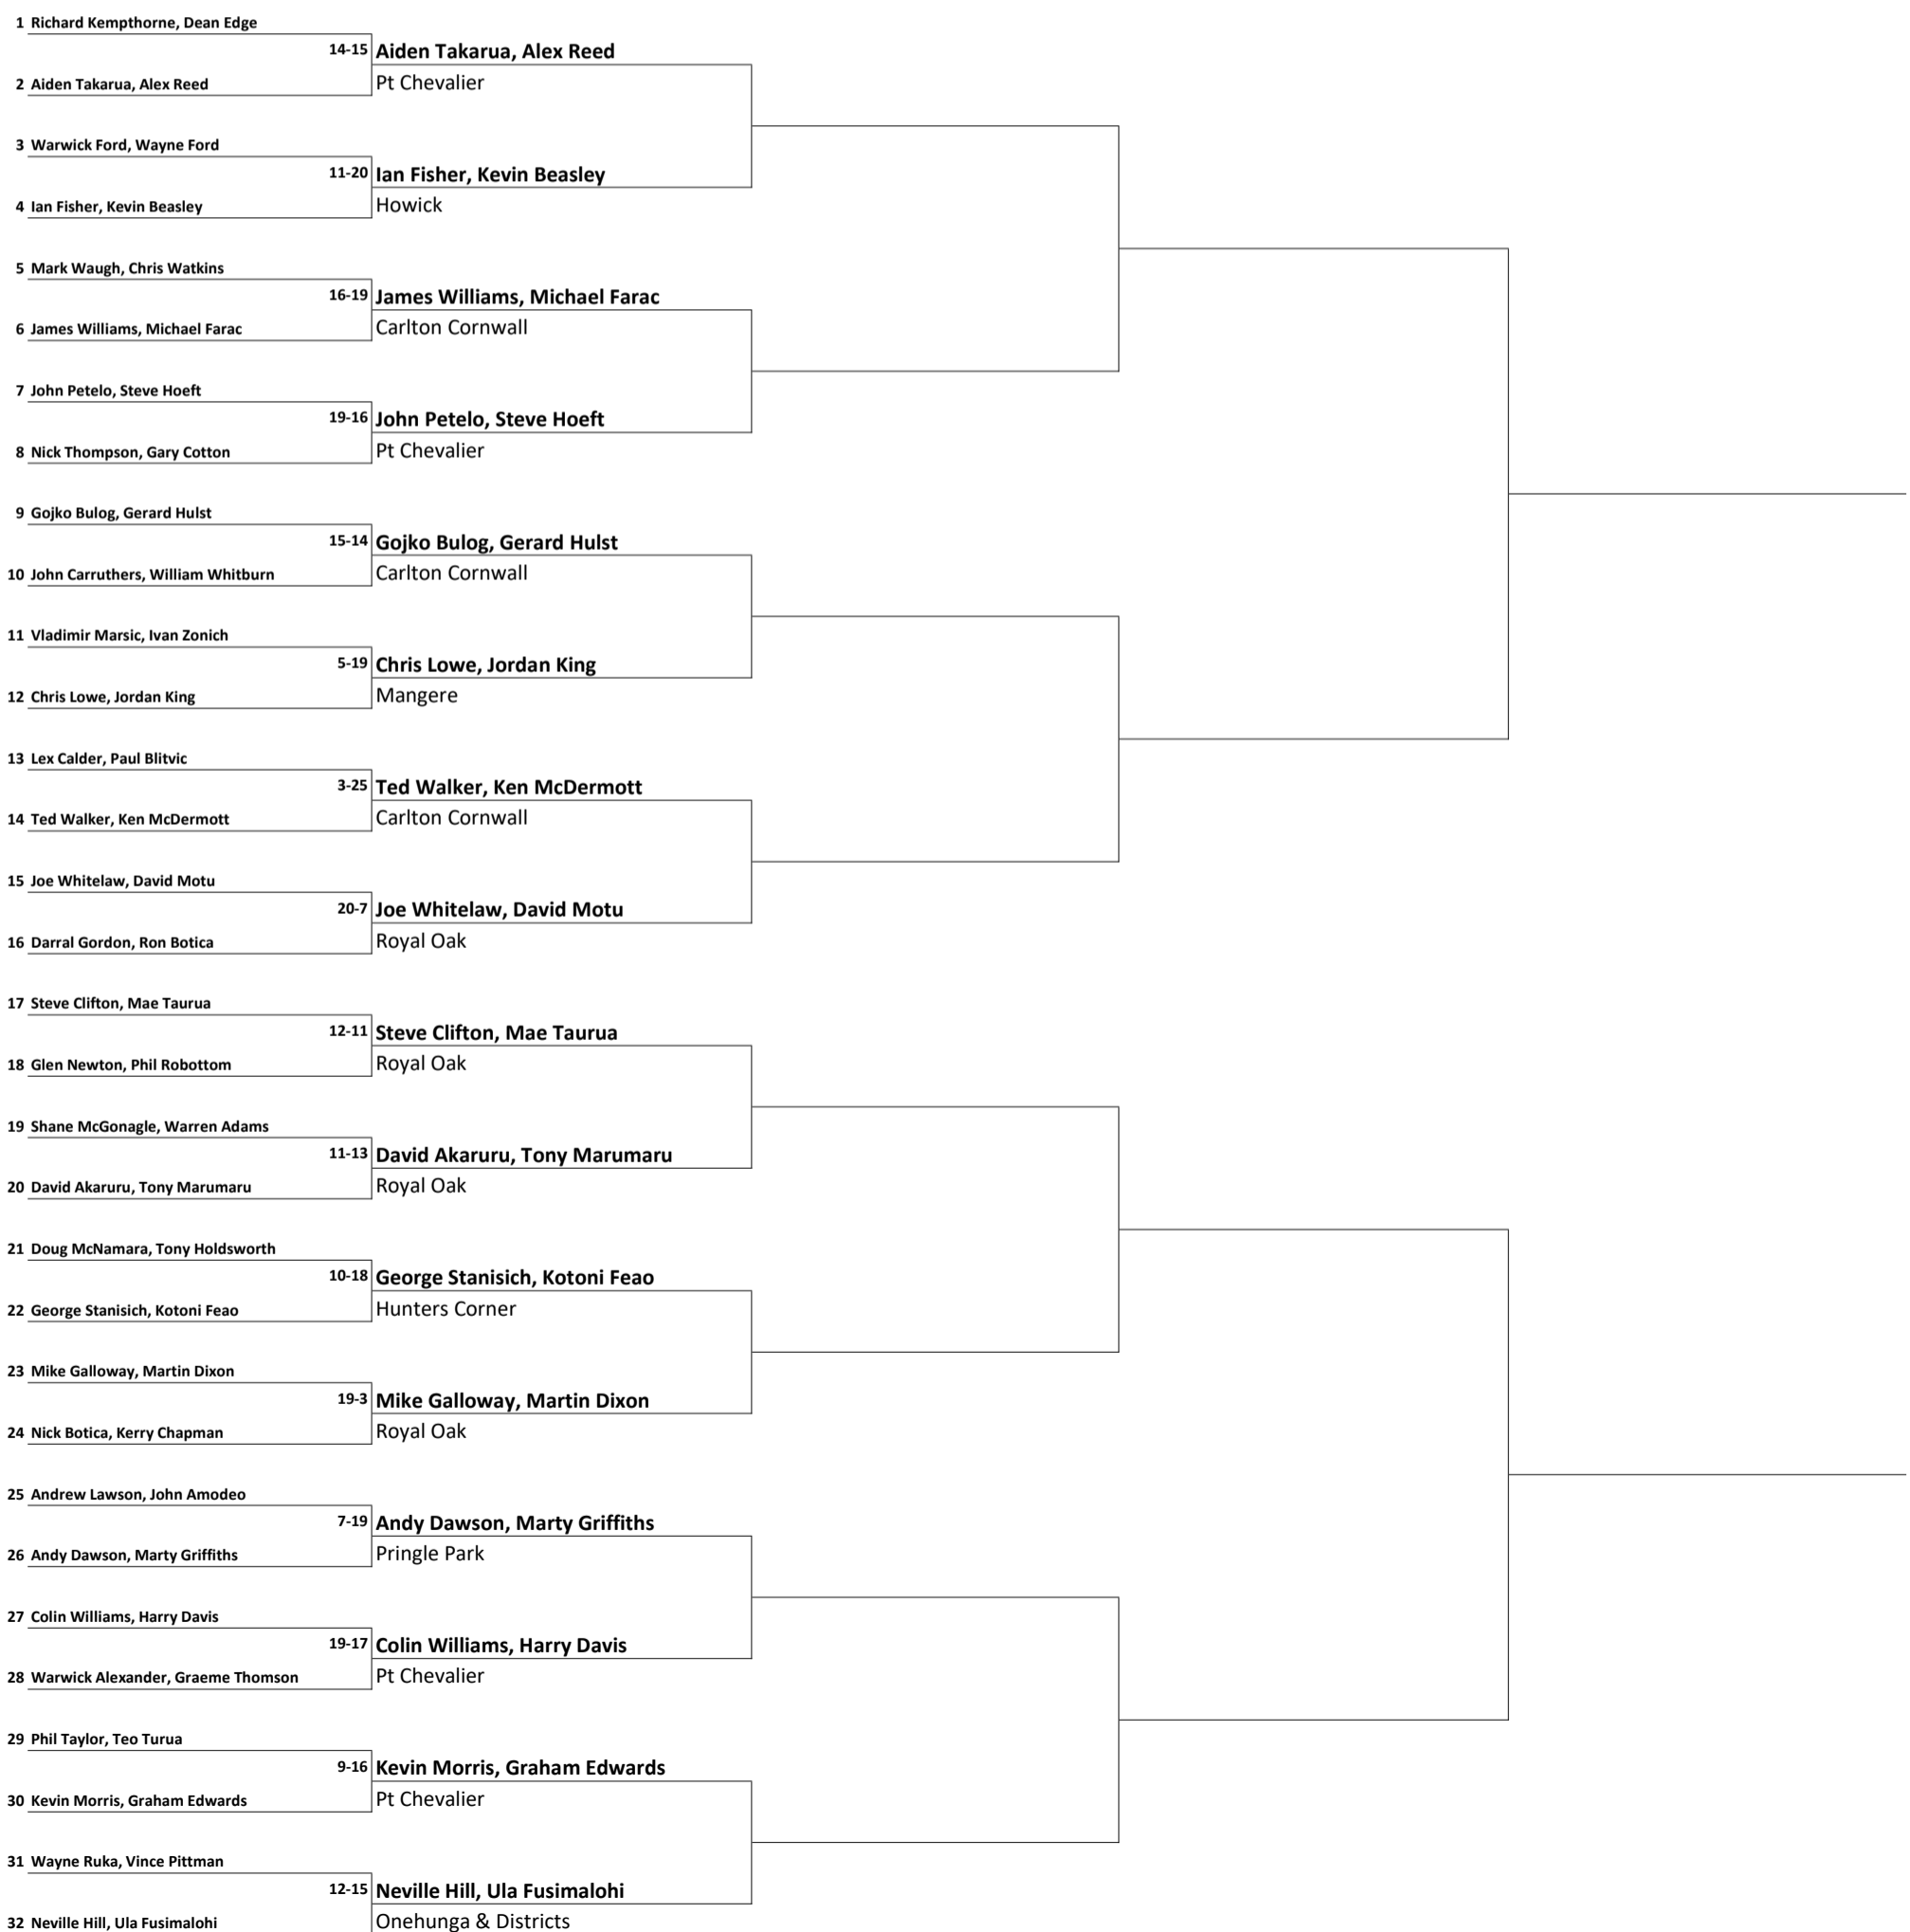 1 Richard Kempthorne, Dean Edge
14-15 Aiden Takarua, Alex Reed
2 Aiden Takarua, Alex Reed
Pt Chevalier
3 Warwick Ford, Wayne Ford
11-20 Ian Fisher, Kevin Beasley
4 Ian Fisher, Kevin Beasley
Howick
5 Mark Waugh, Chris Watkins
16-19 James Williams, Michael Farac
6 James Williams, Michael Farac
Carlton Cornwall
7 John Petelo, Steve Hoeft
19-16 John Petelo, Steve Hoeft
8 Nick Thompson, Gary Cotton
Pt Chevalier
9 Gojko Bulog, Gerard Hulst
15-14 Gojko Bulog, Gerard Hulst
10 John Carruthers, William Whitburn
Carlton Cornwall
11 Vladimir Marsic, Ivan Zonich
5-19 Chris Lowe, Jordan King
12 Chris Lowe, Jordan King
Mangere
13 Lex Calder, Paul Blitvic
3-25 Ted Walker, Ken McDermott
14 Ted Walker, Ken McDermott
Carlton Cornwall
15 Joe Whitelaw, David Motu
20-7 Joe Whitelaw, David Motu
16 Darral Gordon, Ron Botica
Royal Oak
17 Steve Clifton, Mae Taurua
12-11 Steve Clifton, Mae Taurua
18 Glen Newton, Phil Robottom
Royal Oak
19 Shane McGonagle, Warren Adams
11-13 David Akaruru, Tony Marumaru
20 David Akaruru, Tony Marumaru
Royal Oak
21 Doug McNamara, Tony Holdsworth
10-18 George Stanisich, Kotoni Feao
22 George Stanisich, Kotoni Feao
Hunters Corner
23 Mike Galloway, Martin Dixon
19-3 Mike Galloway, Martin Dixon
24 Nick Botica, Kerry Chapman
Royal Oak
25 Andrew Lawson, John Amodeo
7-19 Andy Dawson, Marty Griffiths
26 Andy Dawson, Marty Griffiths
Pringle Park
27 Colin Williams, Harry Davis
19-17 Colin Williams, Harry Davis
28 Warwick Alexander, Graeme Thomson
Pt Chevalier
29 Phil Taylor, Teo Turua
9-16 Kevin Morris, Graham Edwards
30 Kevin Morris, Graham Edwards
Pt Chevalier
31 Wayne Ruka, Vince Pittman
12-15 Neville Hill, Ula Fusimalohi
32 Neville Hill, Ula Fusimalohi
Onehunga & Districts